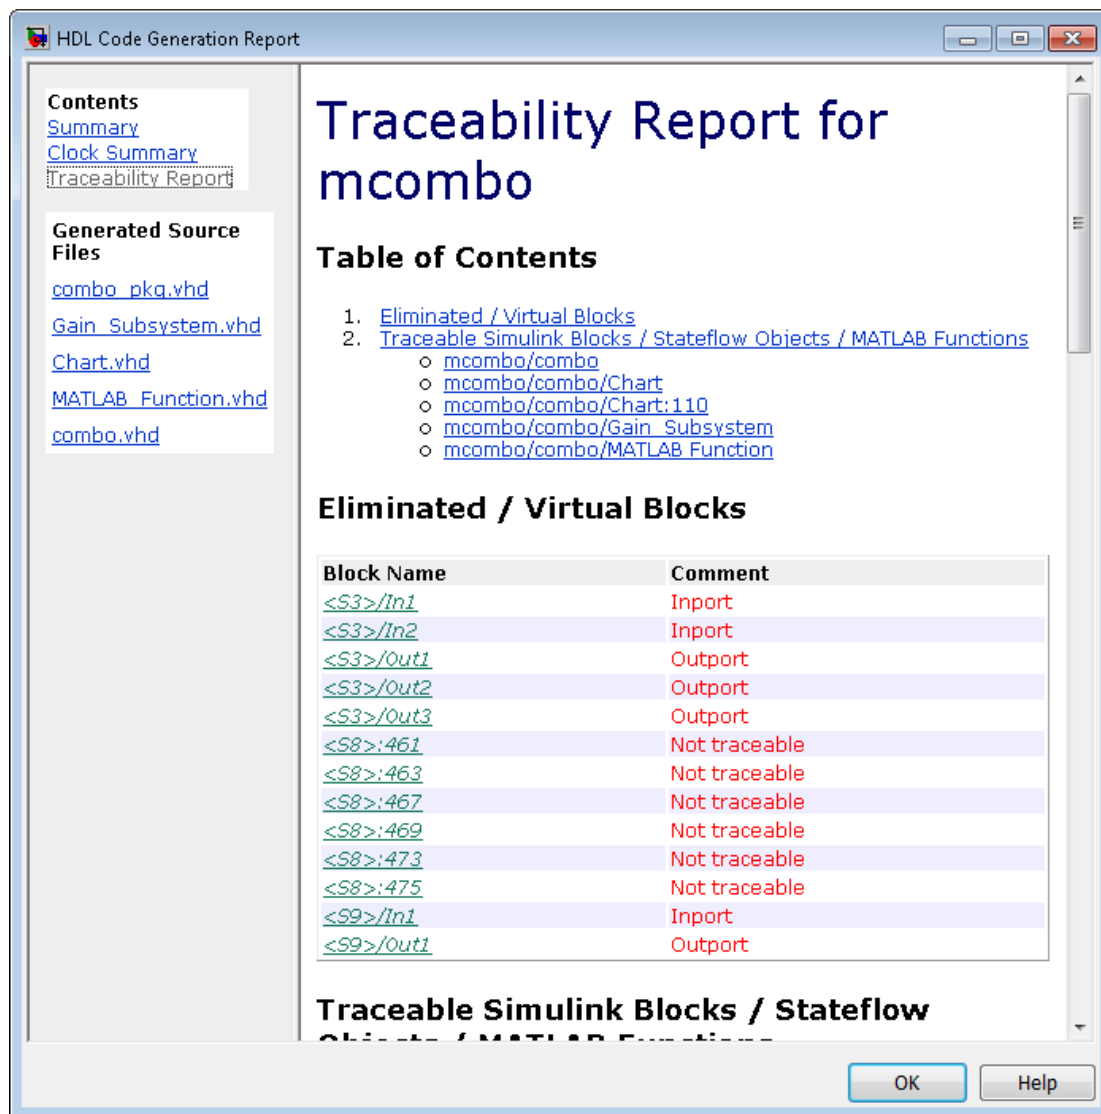 HDL Code Generation Report
Contents
Summary
Clock Summary
Traceability Report
Generated Source
Files
combo_pkg.vhd
Gain_Subsystem.vhd
Chart.vhd
MATLAB_Function.vhd
combo.vhd
Traceability Report for
mcombo
Table of Contents
1. Eliminated / Virtual Blocks
2. Traceable Simulink Blocks / Stateflow Objects / MATLAB Functions
o mcombo/combo
o mcombo/combo/Chart
o mcombo/combo/Chart:110
o mcombo/combo/Gain_Subsystem
o mcombo/combo/MATLAB Function
Eliminated / Virtual Blocks
Block Name Comment
<S3>/In1 Inport
<S3>/In2 Inport
<S3>/Out1 Outport
<S3>/Out2 Outport
<S3>/Out3 Outport
<S8>:461 Not traceable
<S8>:463 Not traceable
<S8>:467 Not traceable
<S8>:469 Not traceable
<S8>:473 Not traceable
<S8>:475 Not traceable
<S9>/In1 Inport
<S9>/Out1 Outport
Traceable Simulink Blocks / Stateflow
Objects / MATLAB Functions
OK Help